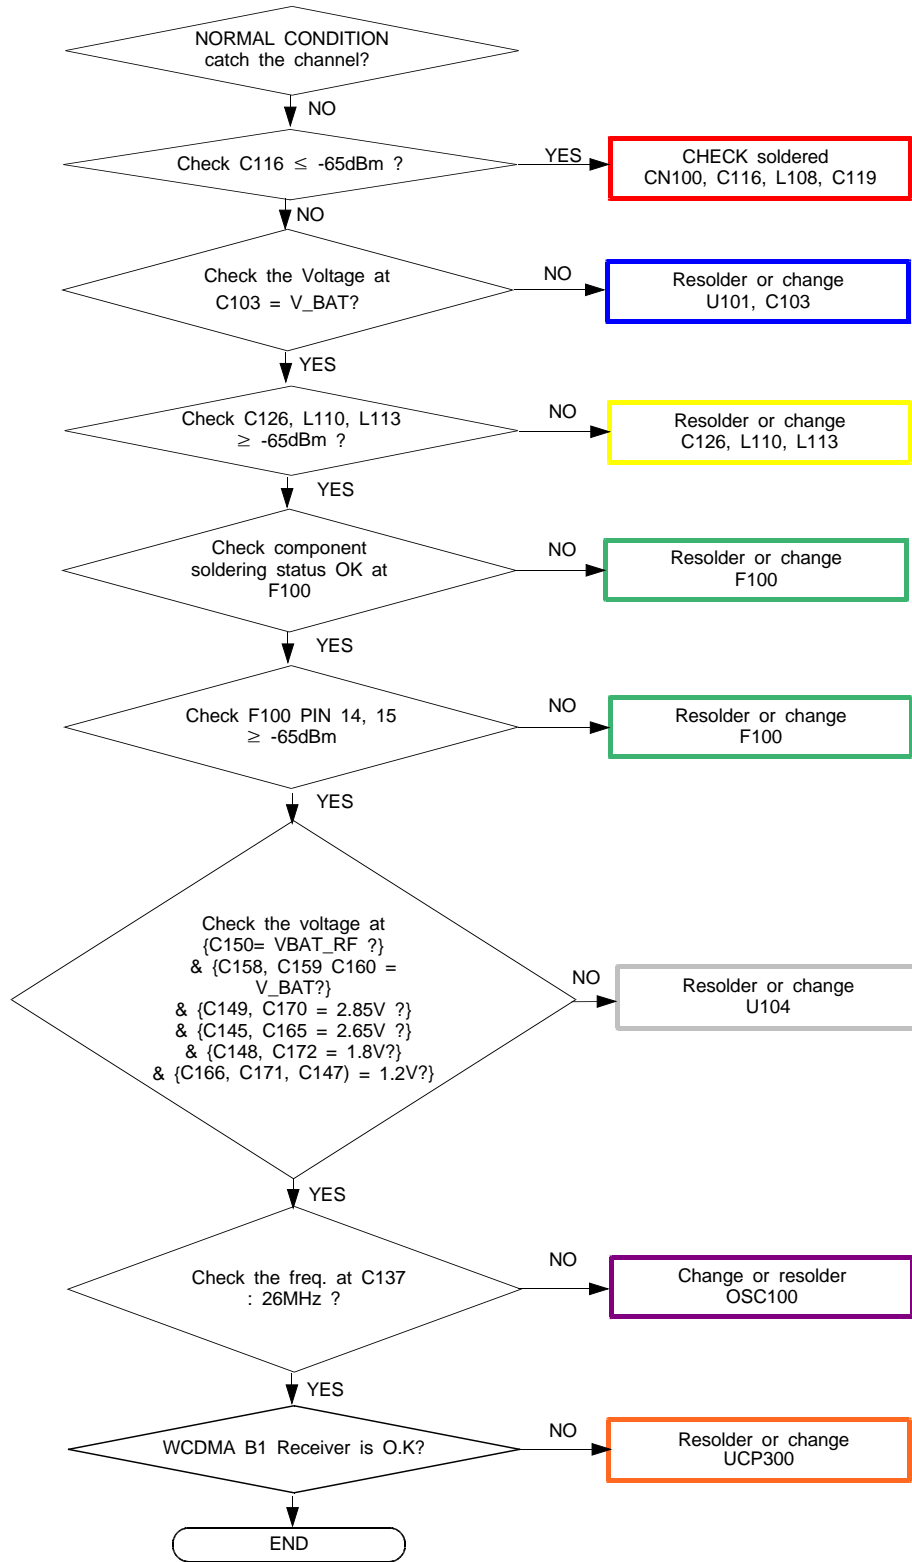 NORMAL CONDITION
catch the channel?
NO
Check C116 ≤ -65dBm ?
YES
CHECK soldered
CN100, C116, L108, C119
NO
Check the Voltage at
C103 = V_BAT?
NO
Resolder or change
U101, C103
YES
Check C126, L110, L113
≥ -65dBm ?
NO
Resolder or change
C126, L110, L113
YES
Check component
soldering status OK at
F100
NO
Resolder or change
F100
YES
Check F100 PIN 14, 15
≥ -65dBm
NO
Resolder or change
F100
YES
Check the voltage at
{C150= VBAT_RF ?}
& {C158, C159 C160 =
V_BAT?}
& {C149, C170 = 2.85V ?}
& {C145, C165 = 2.65V ?}
& {C148, C172 = 1.8V?}
& {C166, C171, C147) = 1.2V?}
NO
Resolder or change
U104
YES
Check the freq. at C137
: 26MHz ?
NO
Change or resolder
OSC100
YES
WCDMA B1 Receiver is O.K?
NO
Resolder or change
UCP300
END